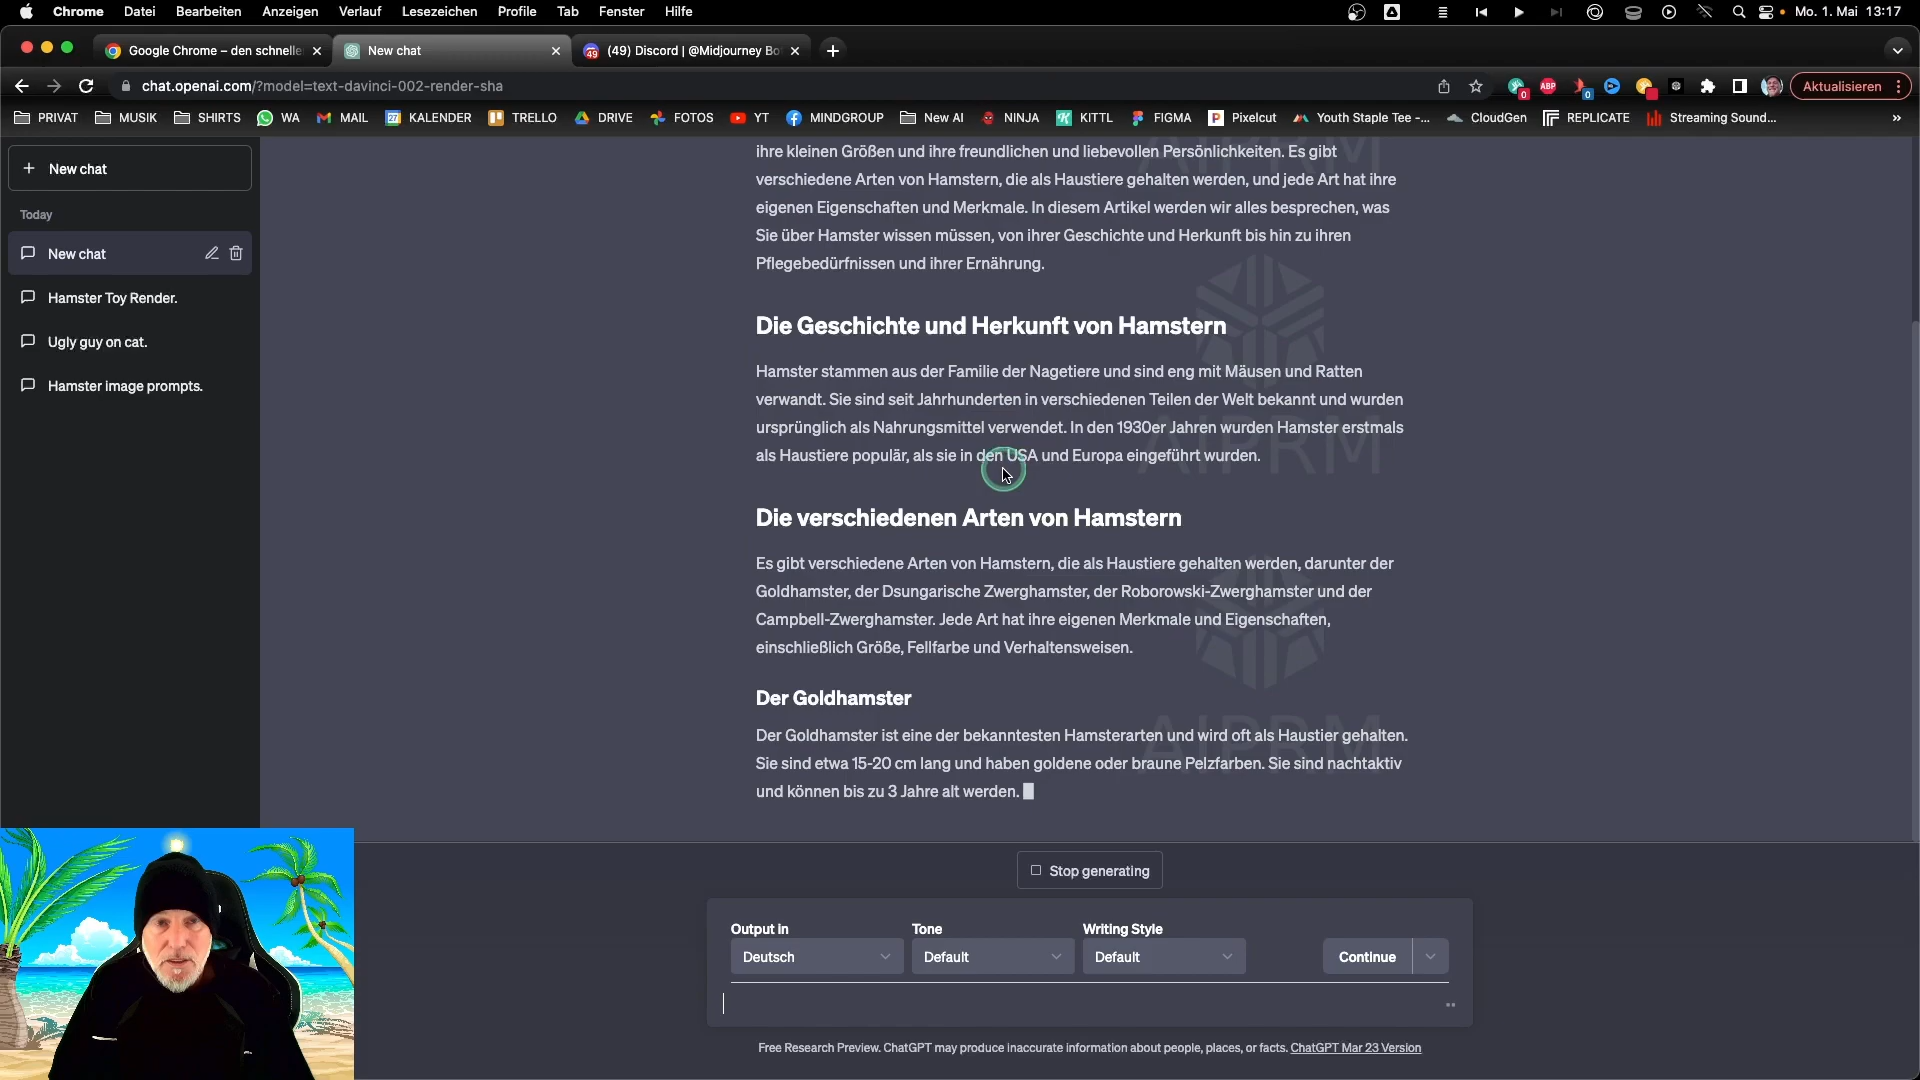 Chrome Datei Bearbeiten Anzeigen Verlauf Lesezeichen Profile Tab Fenster Hilfe Mo. 1. Mai 13:17
Google Chrome – den schnelle New chat (49) Discord | @Midjourney Bo
chat.openai.com/?model=text-davinci-002-render-sha Aktualisieren
PRIVAT MUSIK SHIRTS WA MAIL KALENDER TRELLO DRIVE FOTOS YT MINDGROUP New AI NINJA KITTL FIGMA Pixelcut Youth Staple Tee -... CloudGen REPLICATE Streaming Sound... »
+ New chat
Today
New chat
Hamster Toy Render.
Ugly guy on cat.
Hamster image prompts.
ihre kleinen Größen und ihre freundlichen und liebevollen Persönlichkeiten. Es gibt
verschiedene Arten von Hamstern, die als Haustiere gehalten werden, und jede Art hat ihre
eigenen Eigenschaften und Merkmale. In diesem Artikel werden wir alles besprechen, was
Sie über Hamster wissen müssen, von ihrer Geschichte und Herkunft bis hin zu ihren
Pflegebedürfnissen und ihrer Ernährung.
Die Geschichte und Herkunft von Hamstern
Hamster stammen aus der Familie der Nagetiere und sind eng mit Mäusen und Ratten
verwandt. Sie sind seit Jahrhunderten in verschiedenen Teilen der Welt bekannt und wurden
ursprünglich als Nahrungsmittel verwendet. In den 1930er Jahren wurden Hamster erstmals
als Haustiere populär, als sie in den USA und Europa eingeführt wurden.
AIPRM
Die verschiedenen Arten von Hamstern
Es gibt verschiedene Arten von Hamstern, die als Haustiere gehalten werden, darunter der
Goldhamster, der Dsungarische Zwerghamster, der Roborowski-Zwerghamster und der
Campbell-Zwerghamster. Jede Art hat ihre eigenen Merkmale und Eigenschaften,
einschließlich Größe, Fellfarbe und Verhaltensweisen.
Der Goldhamster
Der Goldhamster ist eine der bekanntesten Hamsterarten und wird oft als Haustier gehalten.
Sie sind etwa 15-20 cm lang und haben goldene oder braune Pelzfarben. Sie sind nachtaktiv
und können bis zu 3 Jahre alt werden.
AIPRM
Stop generating
Output in Tone Writing Style
Deutsch Default Default Continue
Free Research Preview. ChatGPT may produce inaccurate information about people, places, or facts. ChatGPT Mar 23 Version